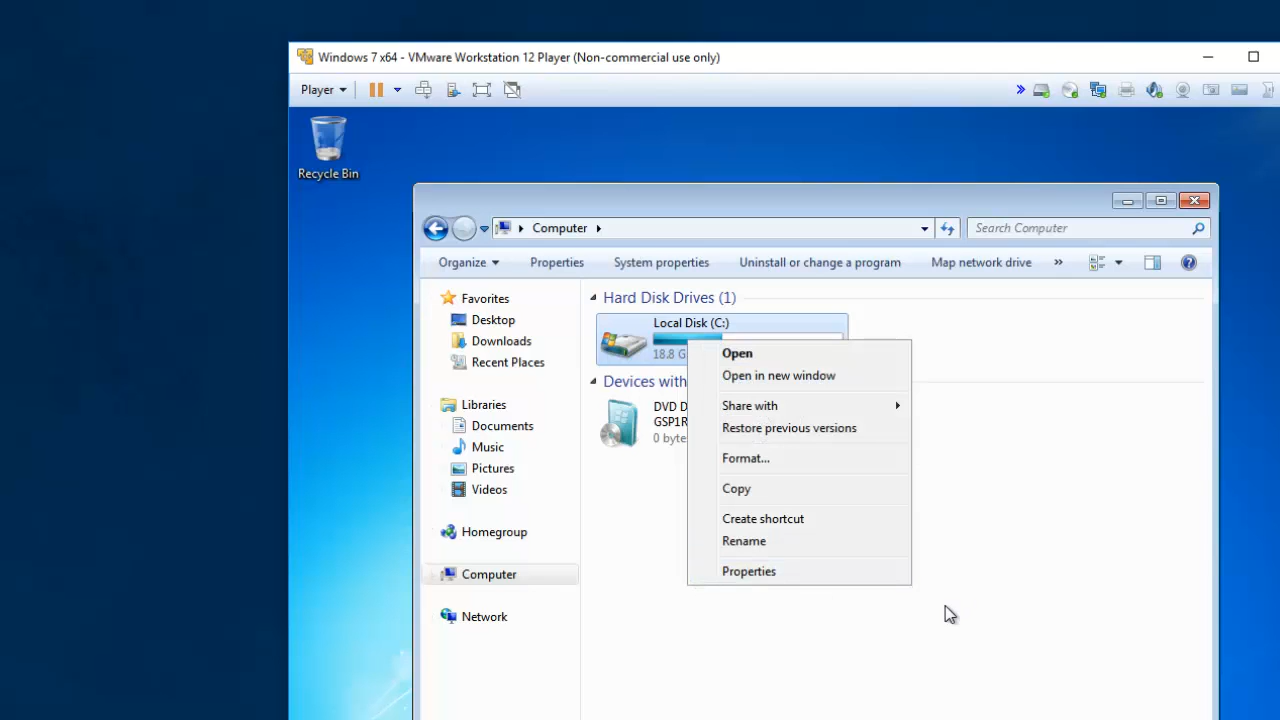 Windows 7 x64 - VMware Workstation 12 Player (Non-commercial use only)
Player
Recycle Bin
Computer
Search Computer
Organize
Properties
System properties
Uninstall or change a program
Map network drive
»
Favorites
Desktop
Downloads
Recent Places
Libraries
Documents
Music
Pictures
Videos
Homegroup
Computer
Network
Hard Disk Drives (1)
Local Disk (C:)
18.8 G
Devices with
DVD D
GSP1R
0 byte
Open
Open in new window
Share with
Restore previous versions
Format...
Copy
Create shortcut
Rename
Properties